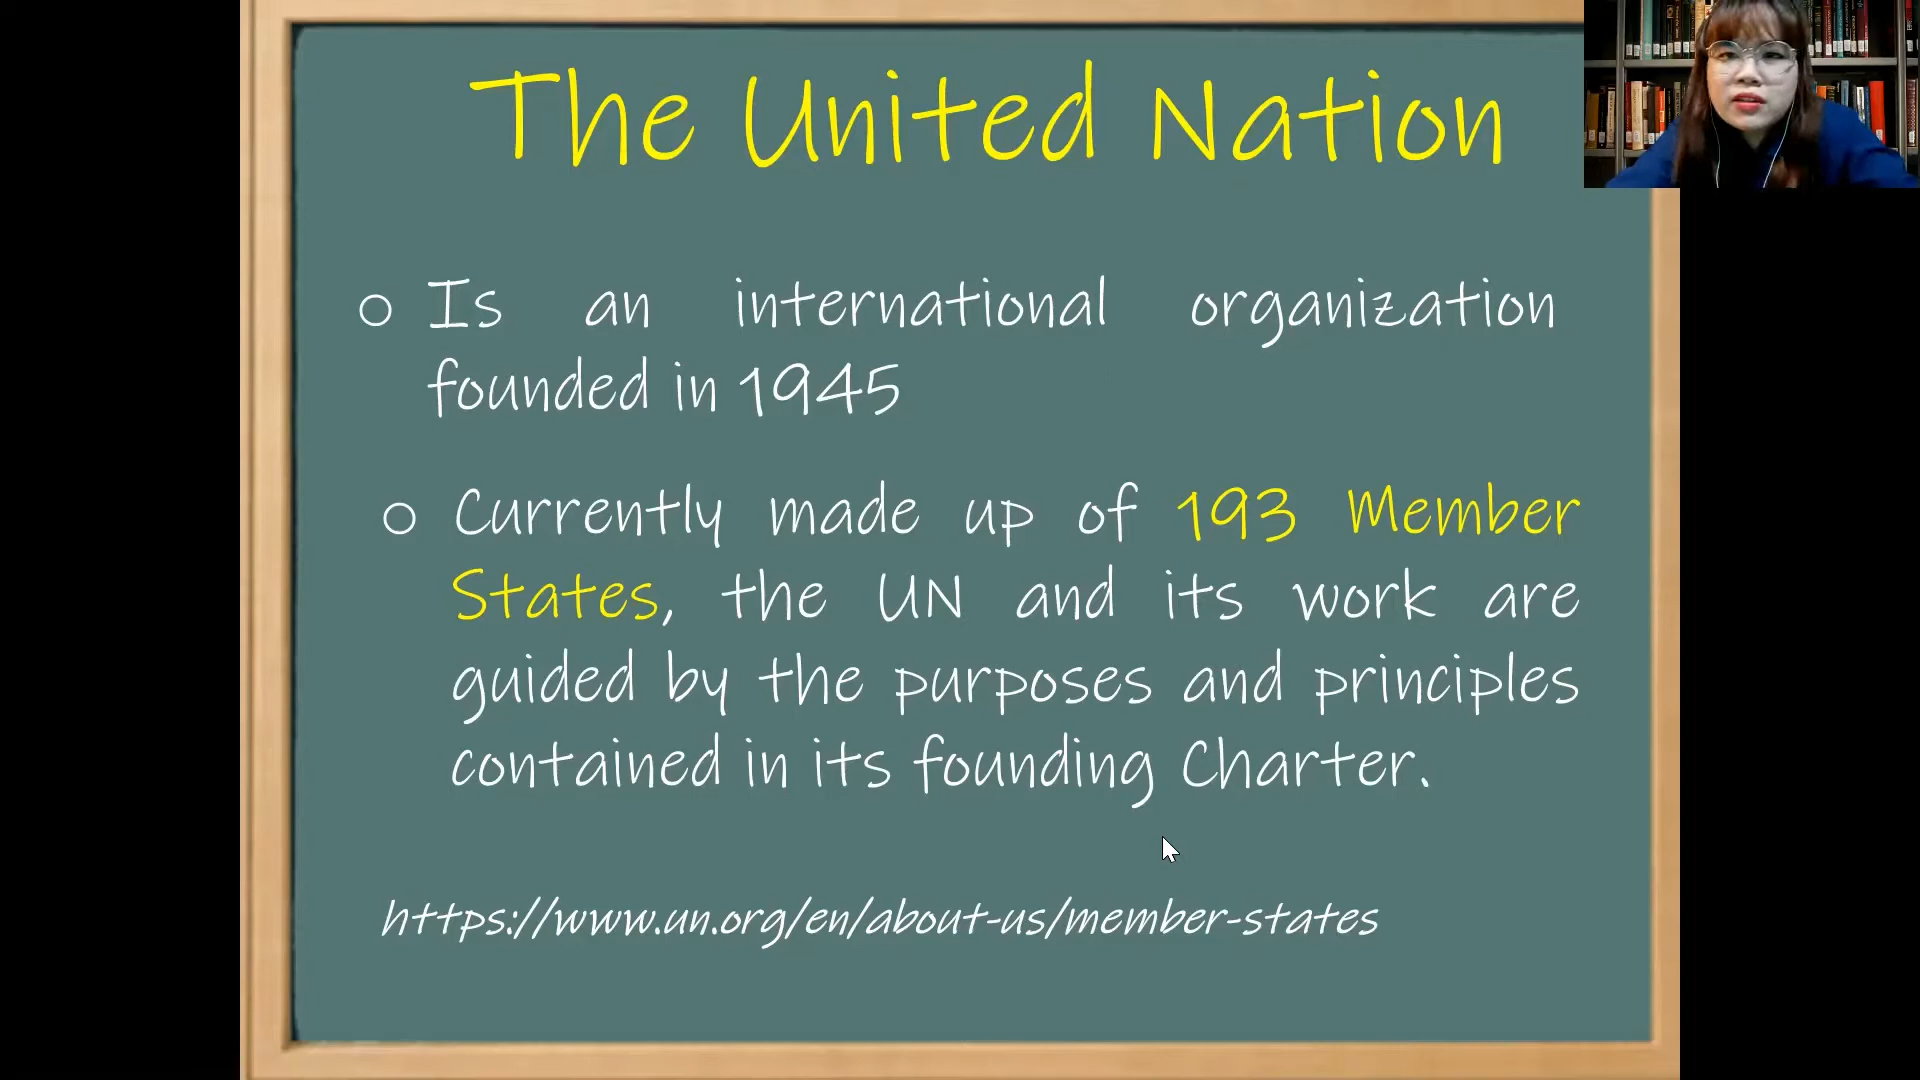 The United Nation
o Is an international organization
founded in 1945
o Currently made up of 193 Member
States, the UN and its work are
guided by the purposes and principles
contained in its founding Charter.
https://www.un.org/en/about-us/member-states